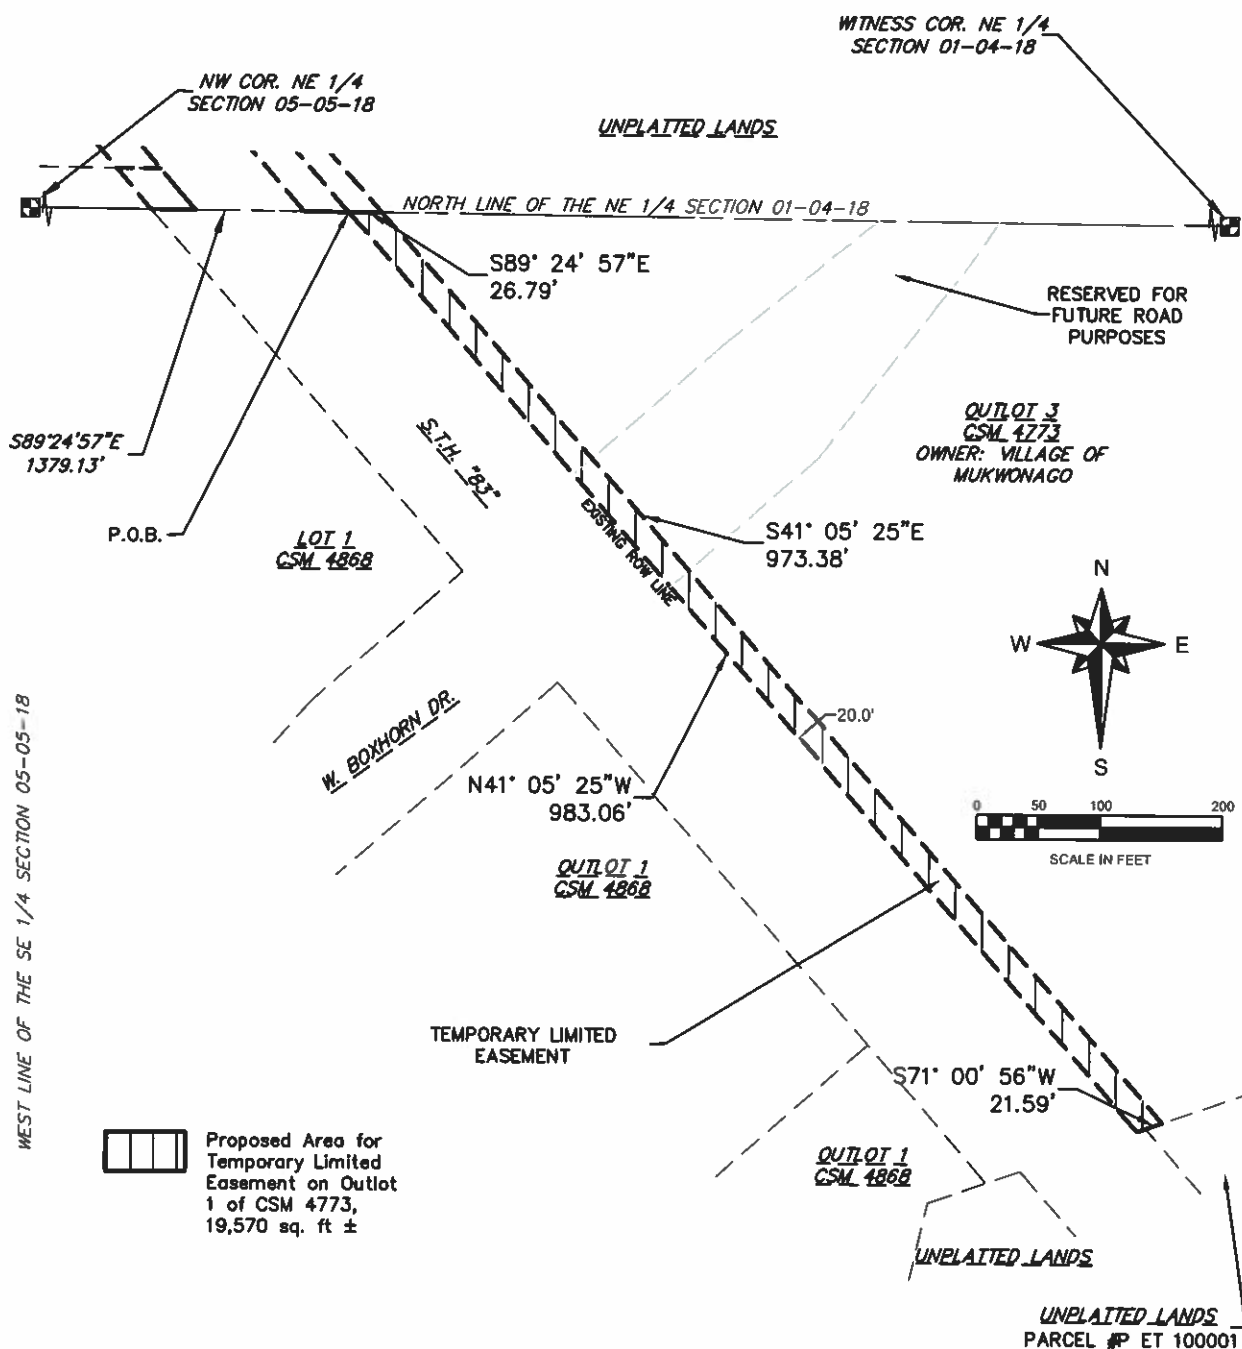 WITNESS COR. NE 1/4
SECTION 01-04-18
NW COR. NE 1/4
SECTION 05-05-18
UNPLATTED LANDS
NORTH LINE OF THE NE 1/4 SECTION 01-04-18
S89° 24' 57"E
26.79'
RESERVED FOR
FUTURE ROAD
PURPOSES
S89°24'57"E
1379.13'
S.T.H. "83"
OUTLOT 3
CSM 4773
OWNER: VILLAGE OF
MUKWONAGO
P.O.B.
LOT 1
CSM 4868
EXISTING ROW LINE
S41° 05' 25"E
973.38'
N
W
E
S
W. BOXHORN DR.
20.0'
N41° 05' 25"W
983.06'
0 50 100 200
SCALE IN FEET
OUTLOT 1
CSM 4868
WEST LINE OF THE SE 1/4 SECTION 05-05-18
TEMPORARY LIMITED
EASEMENT
S71° 00' 56"W
21.59'
Proposed Area for
Temporary Limited
Easement on Outlot
1 of CSM 4773,
19,570 sq. ft ±
OUTLOT 1
CSM 4868
UNPLATTED LANDS
UNPLATTED LANDS
PARCEL #P ET 100001